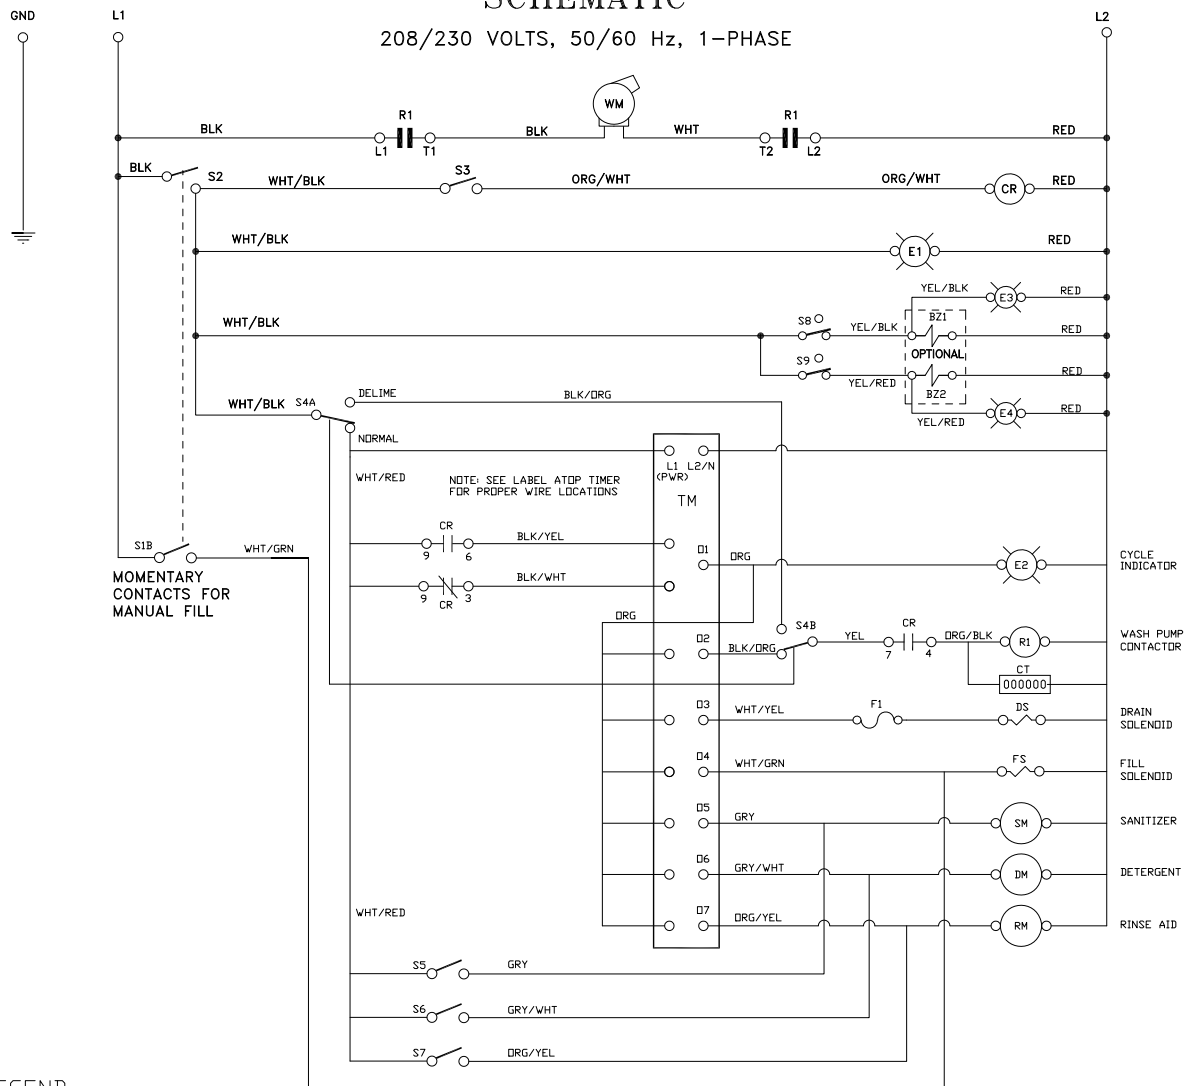 SCHEMATIC
208/230 VOLTS, 50/60 Hz, 1-PHASE
GND
L1
L2
R1
WM
R1
BLK
L1
T1
BLK
WHT
T2
L2
RED
BLK
S2
WHT/BLK
S3
ORG/WHT
ORG/WHT
CR
RED
WHT/BLK
E1
RED
YEL/BLK
E3
RED
WHT/BLK
S8
YEL/BLK
BZ1
RED
OPTIONAL
S9
YEL/RED
BZ2
RED
YEL/RED
E4
RED
WHT/BLK
S4A
DELIME
BLK/ORG
NORMAL
WHT/RED
NOTE: SEE LABEL ATOP TIMER
FOR PROPER WIRE LOCATIONS
L1 L2/N
(PWR)
TM
CR
9
6
BLK/YEL
9
CR
3
BLK/WHT
O1
ORG
E2
CYCLE
INDICATOR
S1B
WHT/GRN
MOMENTARY
CONTACTS FOR
MANUAL FILL
ORG
O2
BLK/ORG
S4B
YEL
CR
7
4
ORG/BLK
R1
WASH PUMP
CONTACTOR
CT
000000
O3
WHT/YEL
F1
DS
DRAIN
SOLENOID
O4
WHT/GRN
FS
FILL
SOLENOID
O5
GRY
SM
SANITIZER
O6
GRY/WHT
DM
DETERGENT
WHT/RED
O7
ORG/YEL
RM
RINSE AID
S5
GRY
S6
GRY/WHT
S7
ORG/YEL